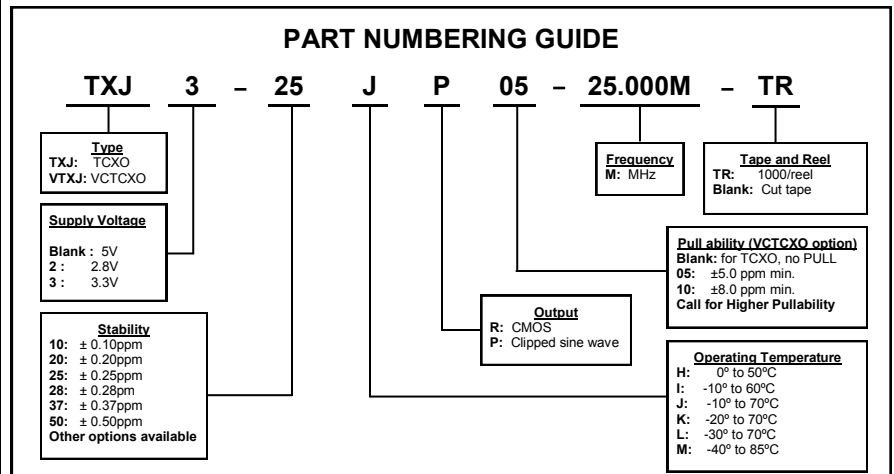 PART NUMBERING GUIDE
TXJ 3 – 25 J P 05 – 25.000M – TR
Type
TXJ: TCXO
VTXJ: VCTCXO
Frequency
M: MHz
Tape and Reel
TR: 1000/reel
Blank: Cut tape
Supply Voltage
Blank : 5V
2 : 2.8V
3 : 3.3V
Pull ability (VCTCXO option)
Blank: for TCXO, no PULL
05: ±5.0 ppm min.
10: ±8.0 ppm min.
Call for Higher Pullability
Output
R: CMOS
P: Clipped sine wave
Stability
10: ± 0.10ppm
20: ± 0.20ppm
25: ± 0.25ppm
28: ± 0.28pm
37: ± 0.37ppm
50: ± 0.50ppm
Other options available
Operating Temperature
H: 0º to 50ºC
I: -10º to 60ºC
J: -10º to 70ºC
K: -20º to 70ºC
L: -30º to 70ºC
M: -40º to 85ºC